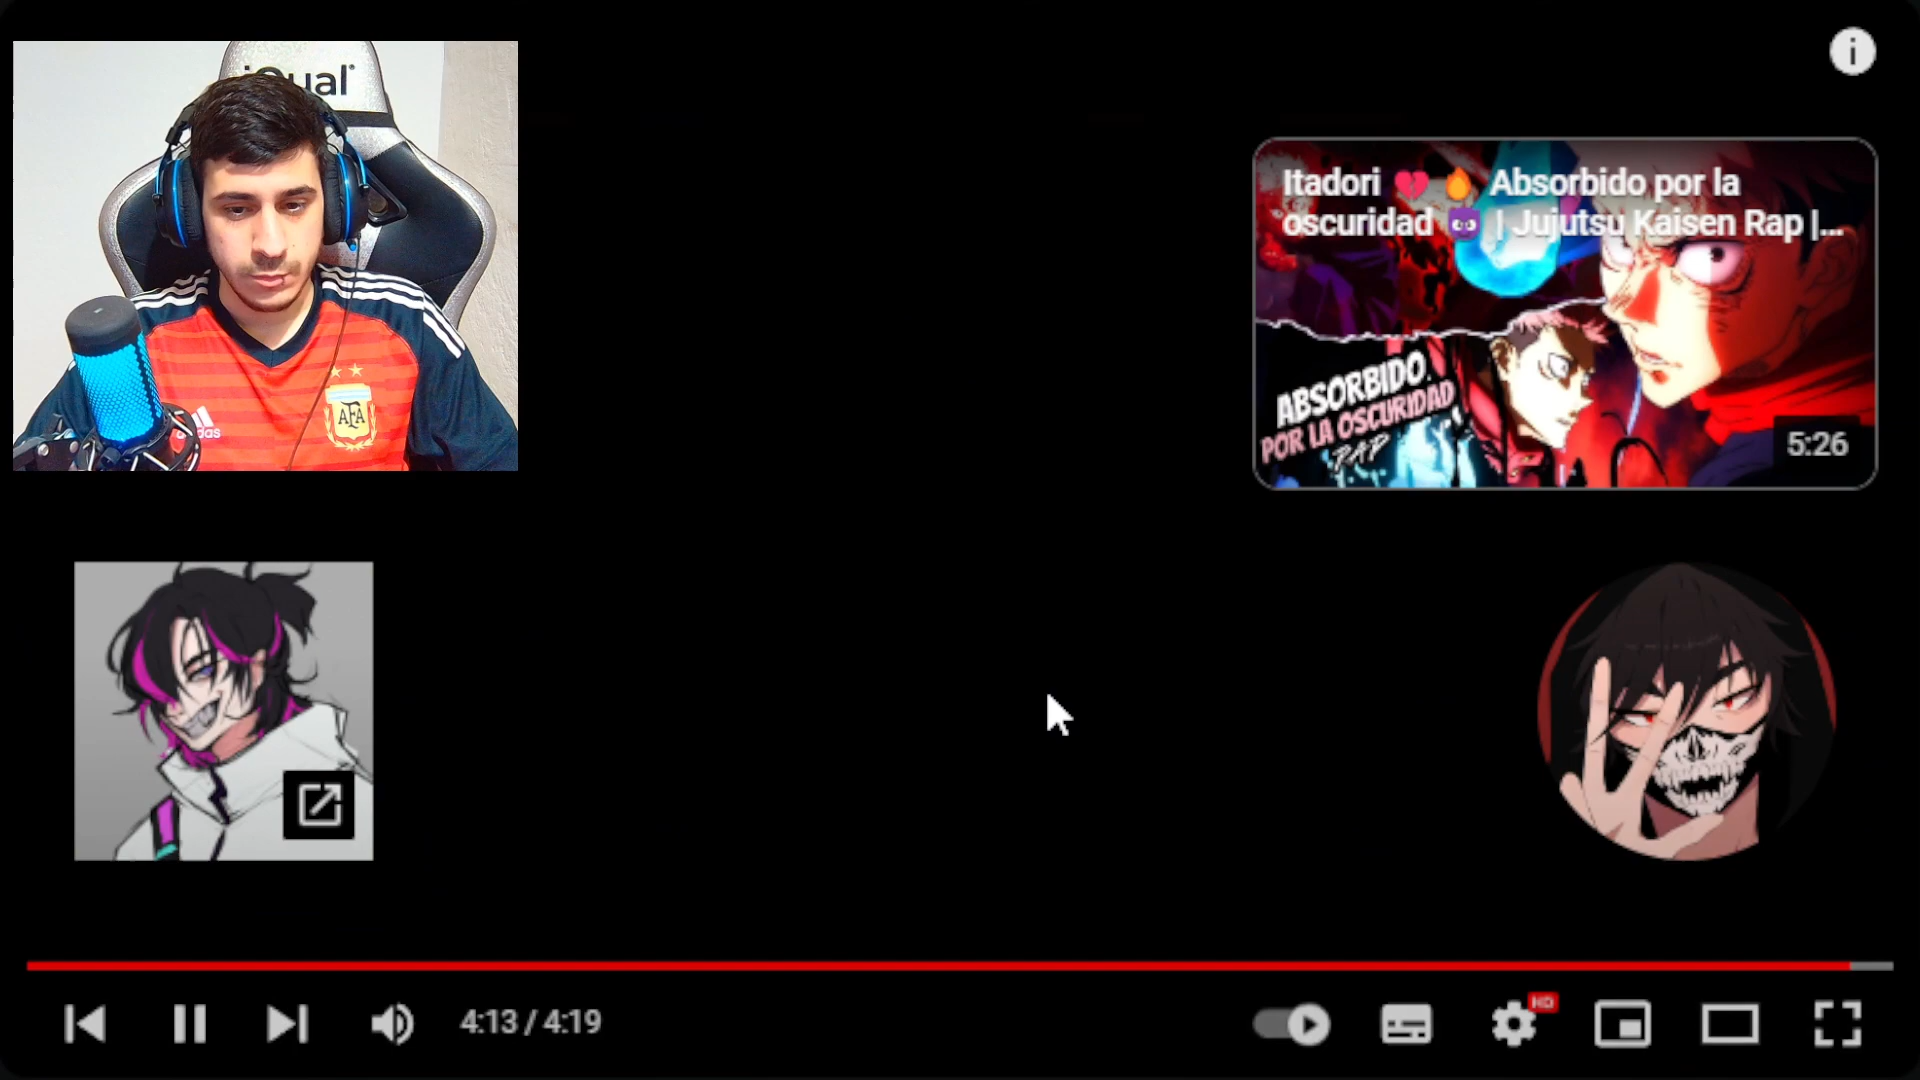 iQual
AFA
adidas
Itadori 💔 🔥 Absorbido por la
oscuridad 😈 | Jujutsu Kaisen Rap |...
ABSORBIDO
POR LA OSCURIDAD
RAP
5:26
4:13 / 4:19
HD